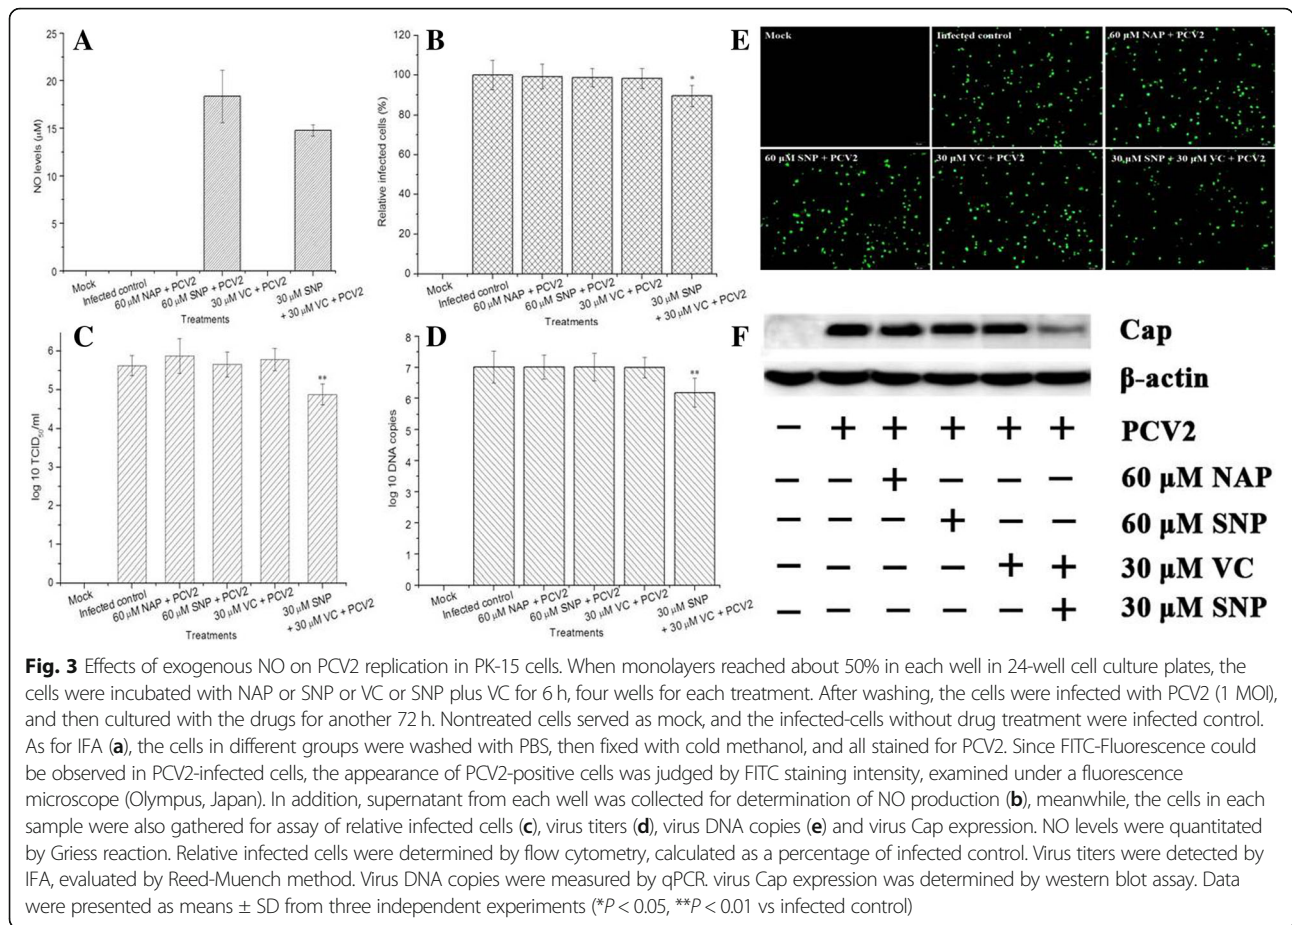 A
NO levels (μM)
25
20
15
10
5
0
Mock
Infected control
60 μM NAP + PCV2
60 μM SNP + PCV2
30 μM VC + PCV2
30 μM SNP
+ 30 μM VC + PCV2
Treatments
B
Relative infected cells (%)
120
100
80
60
40
20
0
*
Mock
Infected control
60 μM NAP + PCV2
60 μM SNP + PCV2
30 μM VC + PCV2
30 μM SNP
+ 30 μM VC + PCV2
Treatments
E
Mock
Infected control
60 μM NAP + PCV2
60 μM SNP + PCV2
30 μM VC + PCV2
30 μM SNP + 30 μM VC + PCV2
C
log 10 TCID50/ml
6
5
4
3
2
1
0
**
Mock
Infected control
60 μM NAP + PCV2
60 μM SNP + PCV2
30 μM VC + PCV2
30 μM SNP
+ 30 μM VC + PCV2
Treatments
D
log 10 DNA copies
10
9
8
7
6
5
4
3
2
1
0
**
Mock
Infected control
60 μM NAP + PCV2
60 μM SNP + PCV2
30 μM VC + PCV2
30 μM SNP
+ 30 μM VC + PCV2
Treatments
F
Cap
β-actin
− + + + + + PCV2
− − + − − − 60 μM NAP
− − − + − − 60 μM SNP
− − − − + + 30 μM VC
− − − − − + 30 μM SNP
Fig. 3 Effects of exogenous NO on PCV2 replication in PK-15 cells. When monolayers reached about 50% in each well in 24-well cell culture plates, the
cells were incubated with NAP or SNP or VC or SNP plus VC for 6 h, four wells for each treatment. After washing, the cells were infected with PCV2 (1 MOI),
and then cultured with the drugs for another 72 h. Nontreated cells served as mock, and the infected-cells without drug treatment were infected control.
As for IFA (a), the cells in different groups were washed with PBS, then fixed with cold methanol, and all stained for PCV2. Since FITC-Fluorescence could
be observed in PCV2-infected cells, the appearance of PCV2-positive cells was judged by FITC staining intensity, examined under a fluorescence
microscope (Olympus, Japan). In addition, supernatant from each well was collected for determination of NO production (b), meanwhile, the cells in each
sample were also gathered for assay of relative infected cells (c), virus titers (d), virus DNA copies (e) and virus Cap expression. NO levels were quantitated
by Griess reaction. Relative infected cells were determined by flow cytometry, calculated as a percentage of infected control. Virus titers were detected by
IFA, evaluated by Reed-Muench method. Virus DNA copies were measured by qPCR. virus Cap expression was determined by western blot assay. Data
were presented as means ± SD from three independent experiments (*P < 0.05, **P < 0.01 vs infected control)